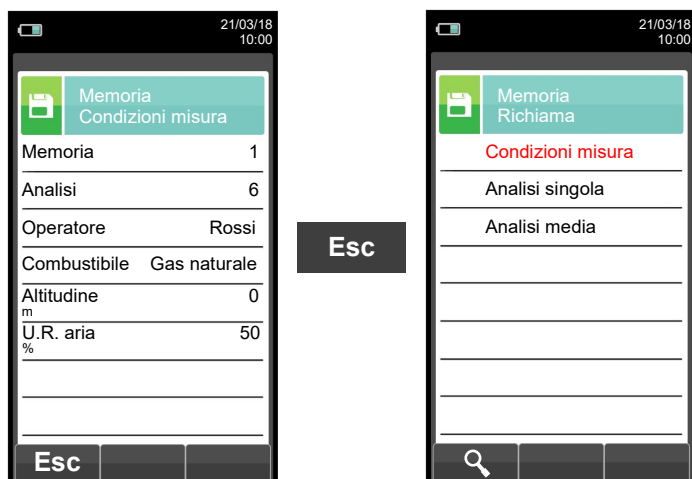 21/03/18
10:00
Memoria
Condizioni misura
Memoria 1
Analisi 6
Operatore Rossi
Combustibile Gas naturale
Altitudine 0
m
U.R. aria 50
%
Esc
Esc
21/03/18
10:00
Memoria
Richiama
Condizioni misura
Analisi singola
Analisi media